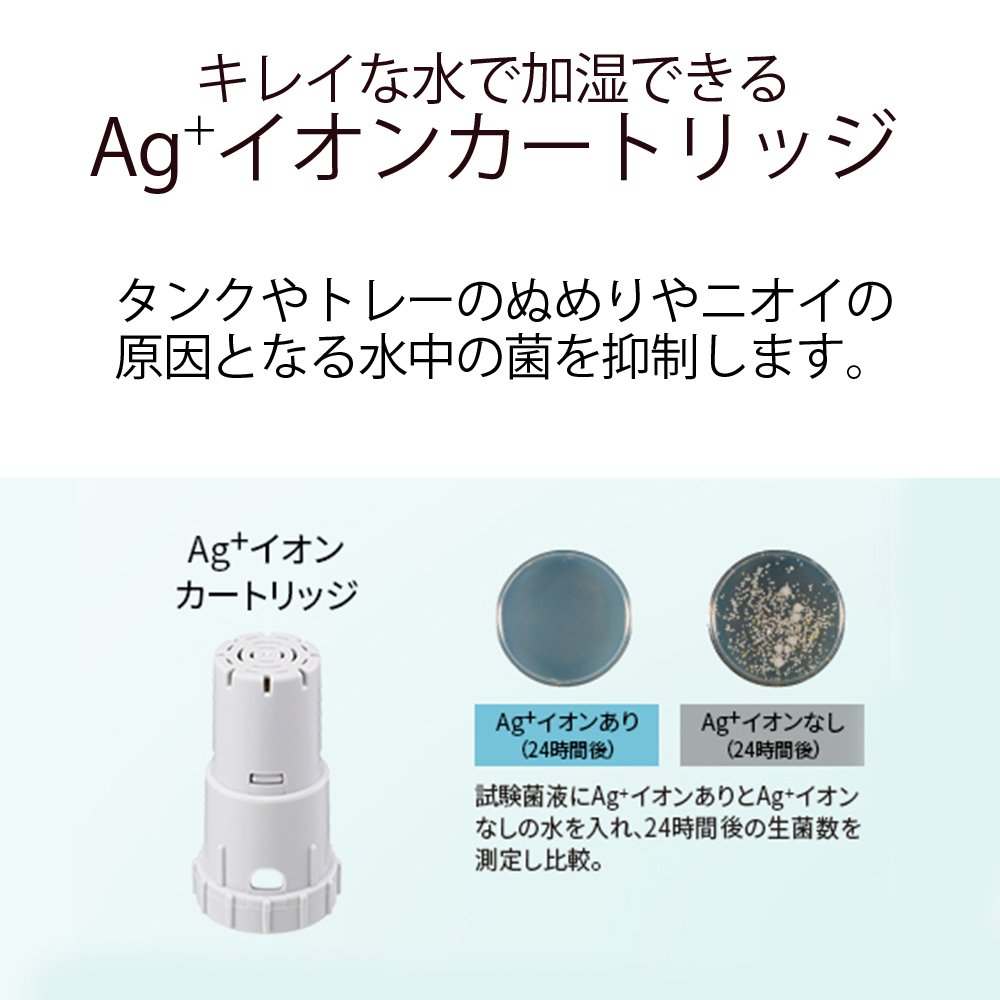 キレイな水で加湿できる
Ag+イオンカートリッジ
タンクやトレーのぬめりやニオイの
原因となる水中の菌を抑制します。
Ag+イオン
カートリッジ
Ag+イオンあり
(24時間後)
Ag+イオンなし
(24時間後)
試験菌液にAg+イオンありとAg+イオン
なしの水を入れ、24時間後の生菌数を
測定し比較。